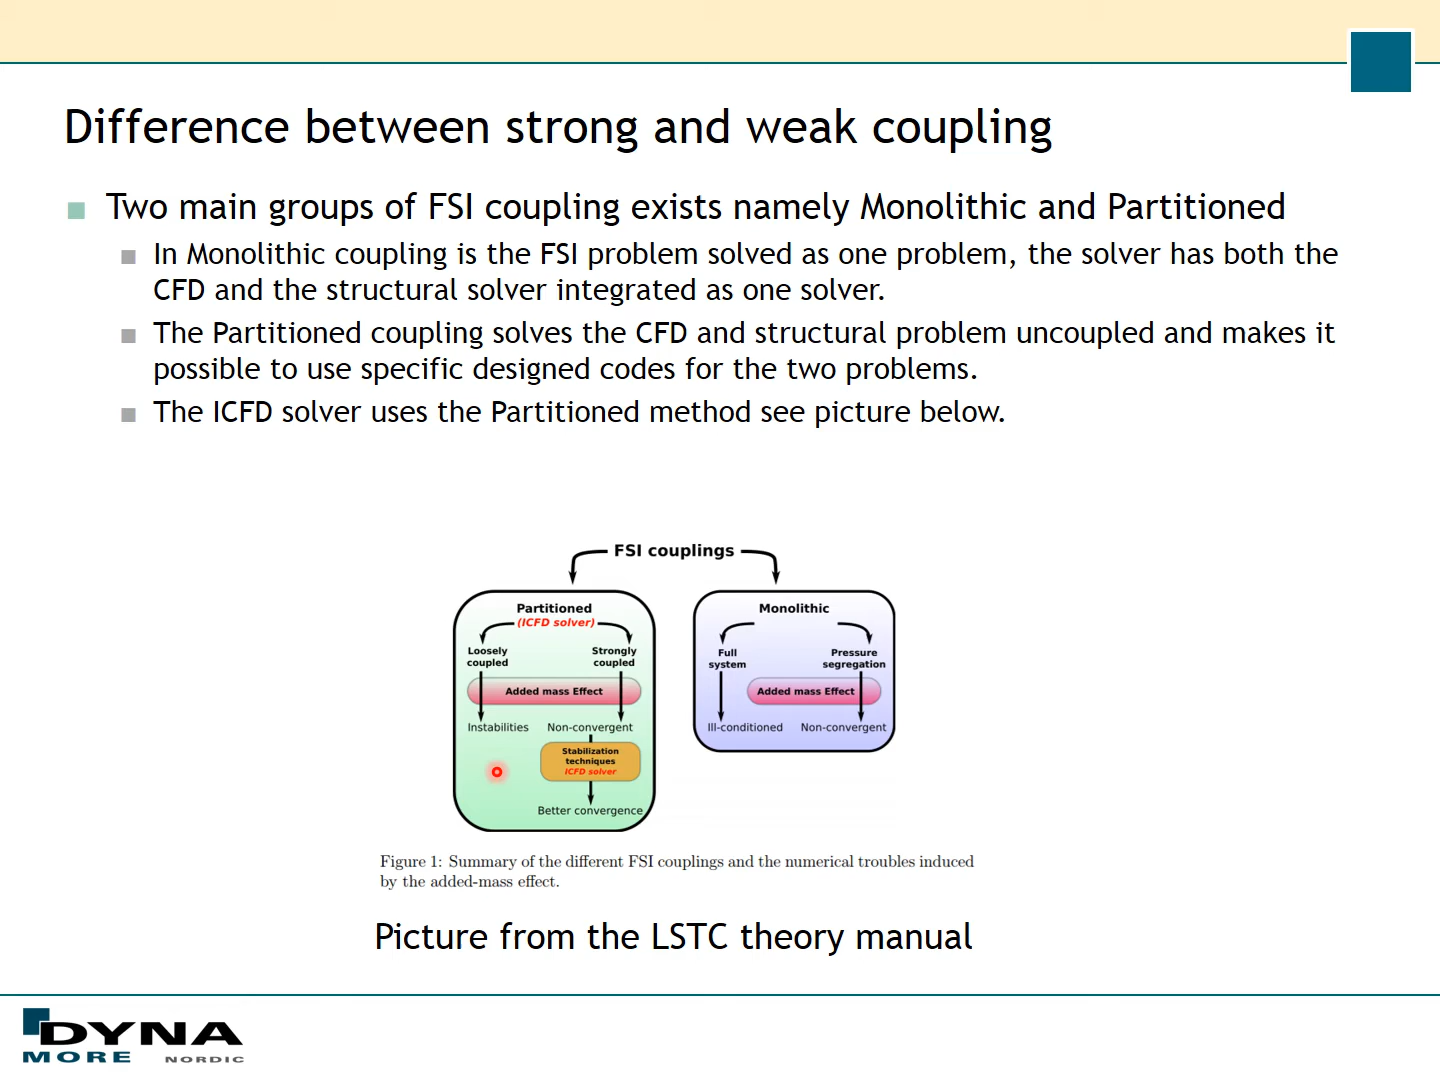 Difference between strong and weak coupling
Two main groups of FSI coupling exists namely Monolithic and Partitioned
In Monolithic coupling is the FSI problem solved as one problem, the solver has both the
CFD and the structural solver integrated as one solver.
The Partitioned coupling solves the CFD and structural problem uncoupled and makes it
possible to use specific designed codes for the two problems.
The ICFD solver uses the Partitioned method see picture below.
FSI couplings
Partitioned
(ICFD solver)
Loosely
coupled
Strongly
coupled
Added mass Effect
Instabilities
Non-convergent
Stabilization
techniques
ICFD solver
Better convergence
Monolithic
Full
system
Pressure
segregation
Added mass Effect
Ill-conditioned
Non-convergent
Figure 1: Summary of the different FSI couplings and the numerical troubles induced
by the added-mass effect.
Picture from the LSTC theory manual
DYNA
MORE NORDIC